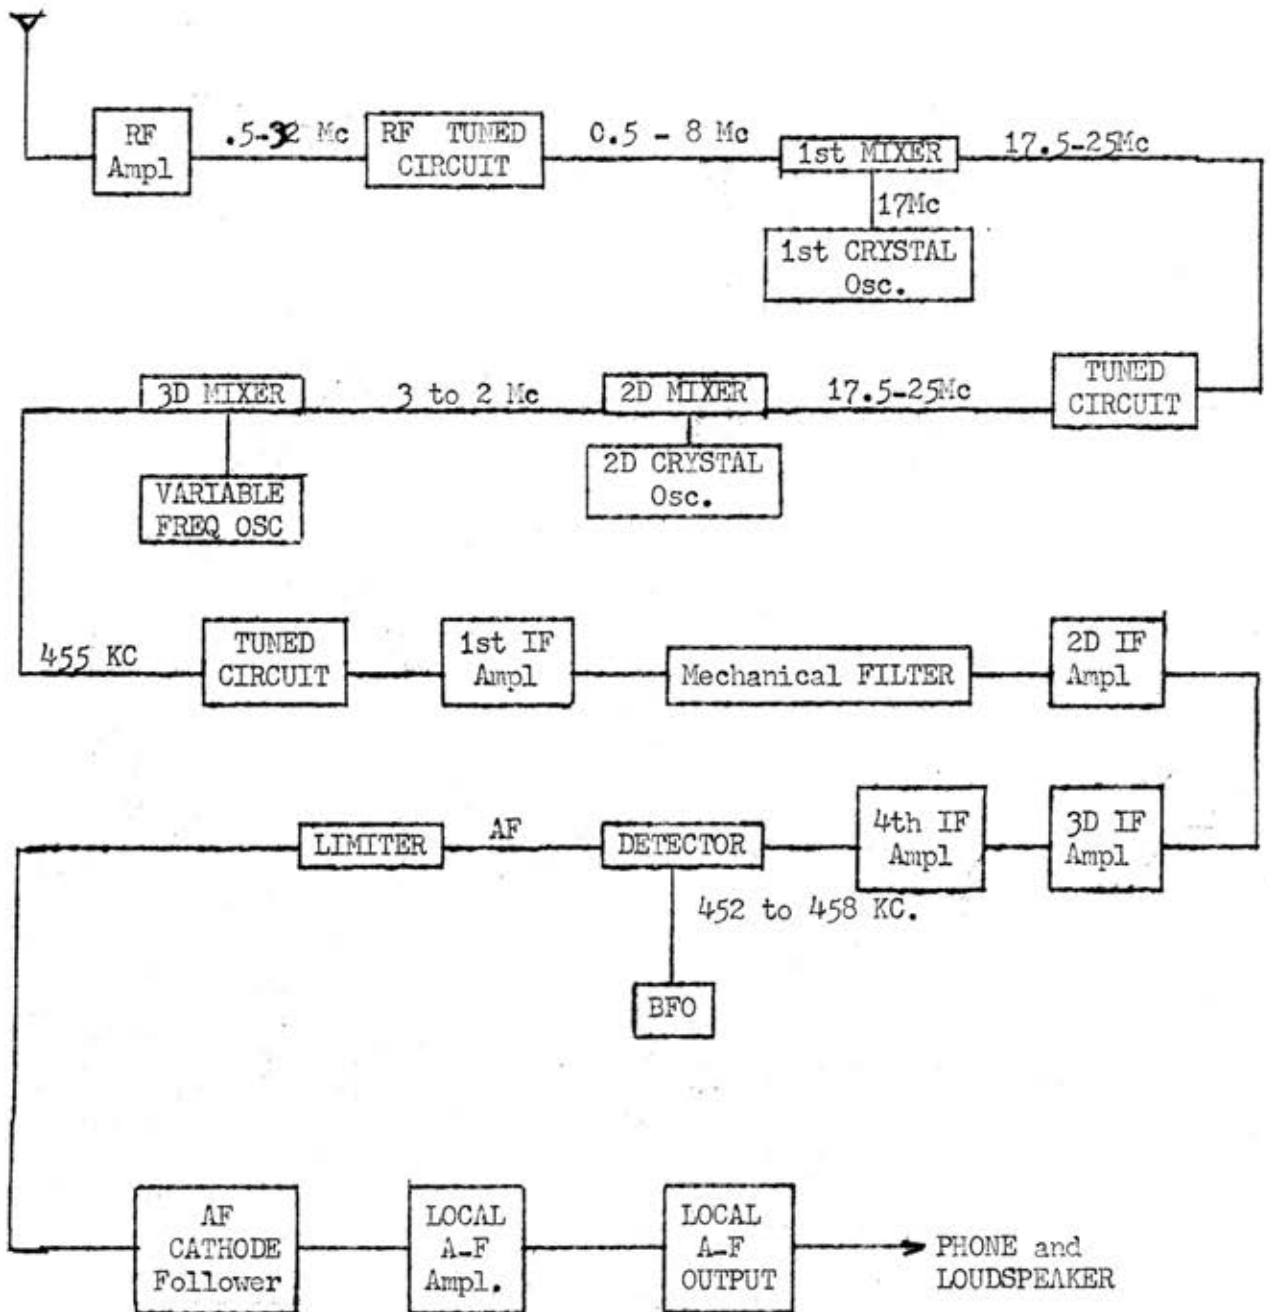 RF
Ampl
.5-32 Mc
RF TUNED
CIRCUIT
0.5 - 8 Mc
1st MIXER
17.5-25Mc
17Mc
1st CRYSTAL
Osc.
3D MIXER
3 to 2 Mc
2D MIXER
17.5-25Mc
TUNED
CIRCUIT
VARIABLE
FREQ OSC
2D CRYSTAL
Osc.
455 KC
TUNED
CIRCUIT
1st IF
Ampl
Mechanical FILTER
2D IF
Ampl
LIMITER
AF
DETECTOR
4th IF
Ampl
3D IF
Ampl
452 to 458 KC.
BFO
AF
CATHODE
Follower
LOCAL
A-F
Ampl.
LOCAL
A-F
OUTPUT
PHONE and
LOUDSPEAKER